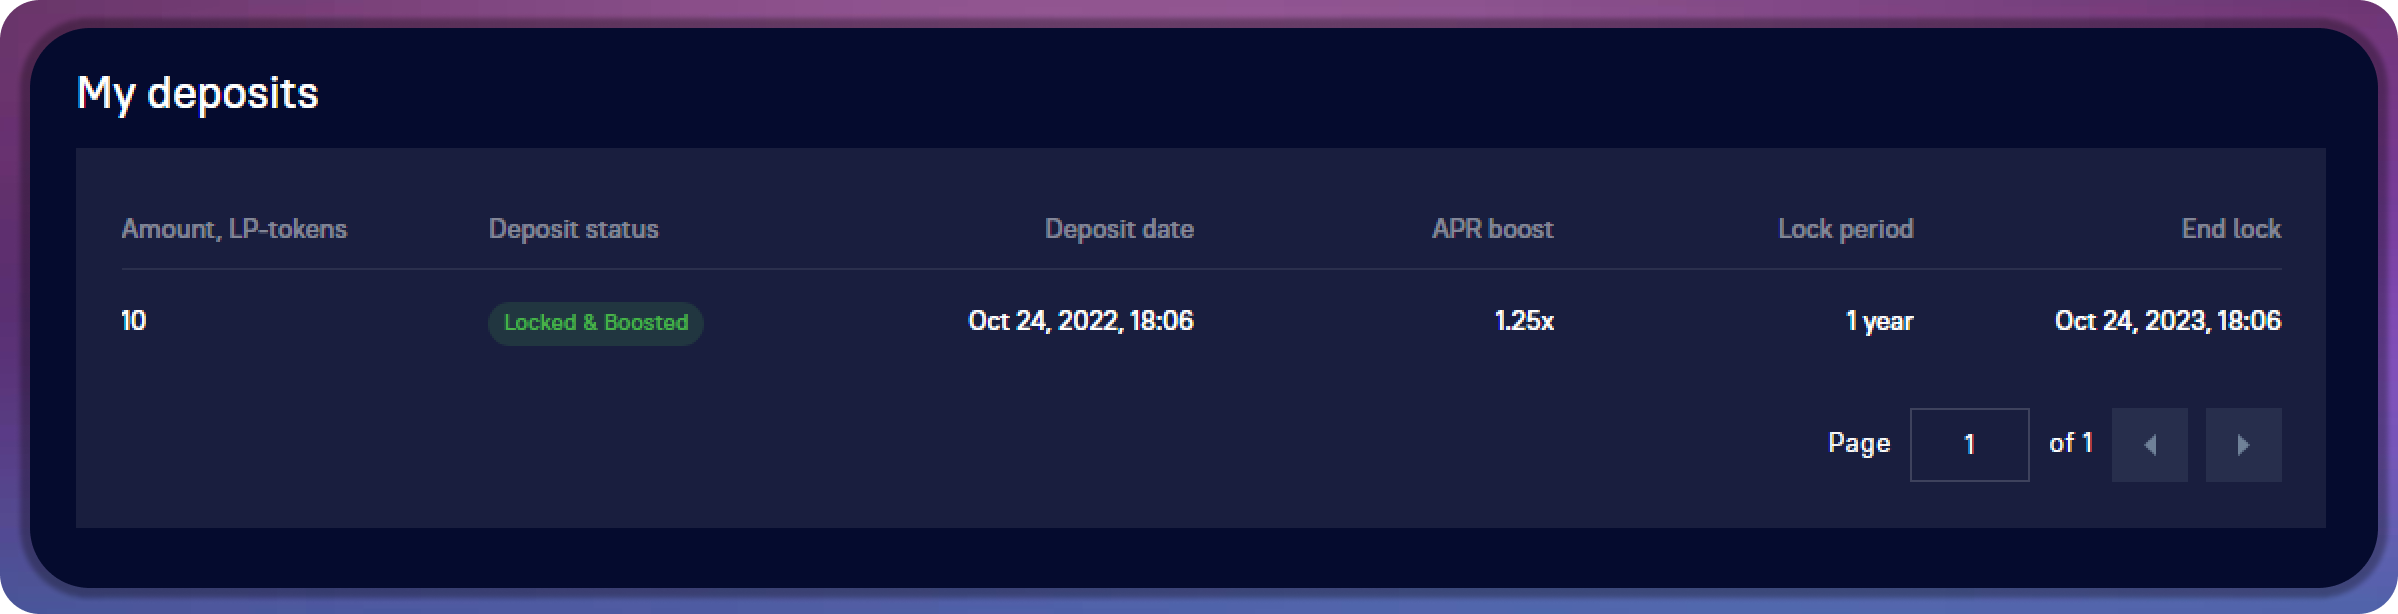 My deposits
Amount, LP-tokens Deposit status Deposit date APR boost Lock period End lock
10 Locked & Boosted Oct 24, 2022, 18:06 1.25x 1 year Oct 24, 2023, 18:06
Page 1 of 1